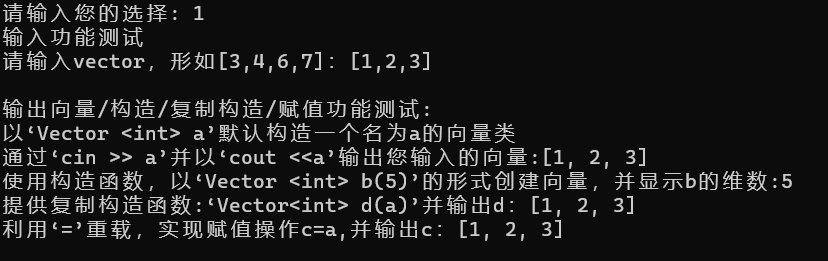 请输入您的选择: 1
输入功能测试
请输入vector, 形如[3,4,6,7]: [1,2,3]
输出向量/构造/复制构造/赋值功能测试:
以‘Vector <int> a’默认构造一个名为a的向量类
通过‘cin >> a’并以‘cout <<a’输出您输入的向量:[1, 2, 3]
使用构造函数, 以‘Vector <int> b(5)’的形式创建向量, 并显示b的维数:5
提供复制构造函数:‘Vector<int> d(a)’并输出d: [1, 2, 3]
利用‘=’重载, 实现赋值操作c=a,并输出c: [1, 2, 3]